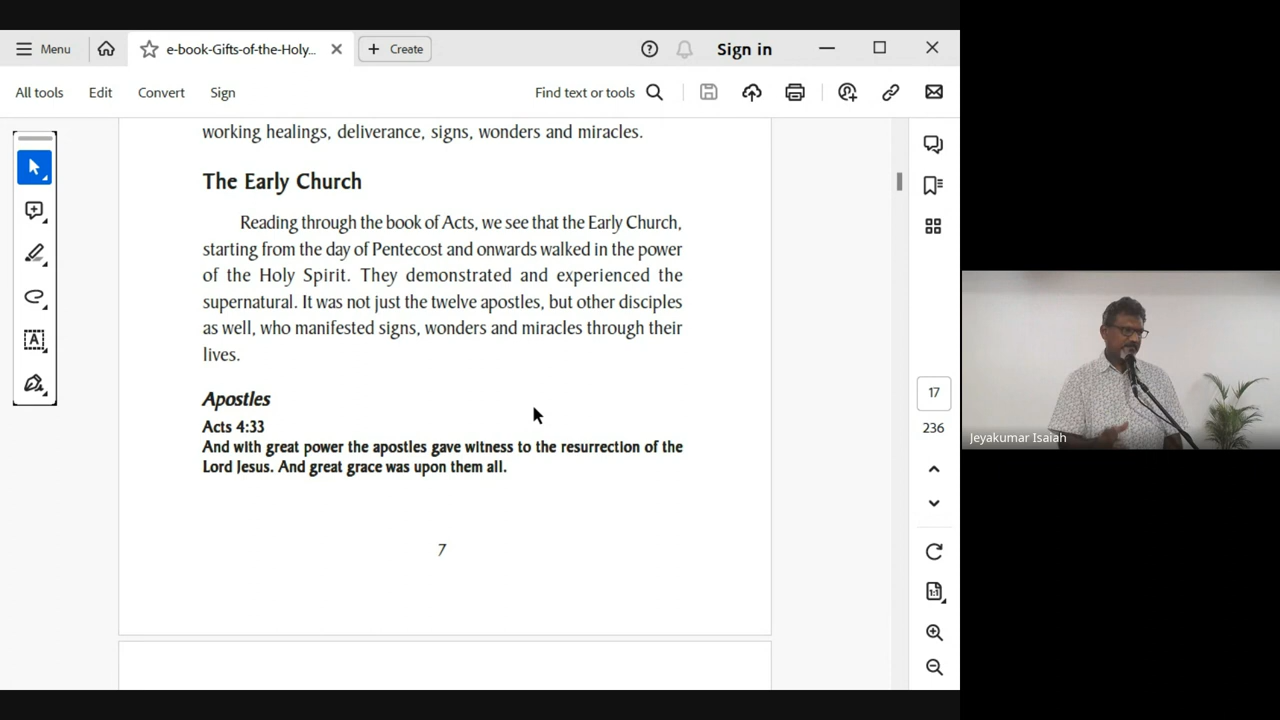 Menu
e-book-Gifts-of-the-Holy...
Create
Sign in
All tools
Edit
Convert
Sign
Find text or tools
working healings, deliverance, signs, wonders and miracles.
The Early Church
Reading through the book of Acts, we see that the Early Church,
starting from the day of Pentecost and onwards walked in the power
of the Holy Spirit. They demonstrated and experienced the
supernatural. It was not just the twelve apostles, but other disciples
as well, who manifested signs, wonders and miracles through their
lives.
Apostles
Acts 4:33
And with great power the apostles gave witness to the resurrection of the
Lord Jesus. And great grace was upon them all.
7
17
236
1:1
Jeyakumar Isaiah